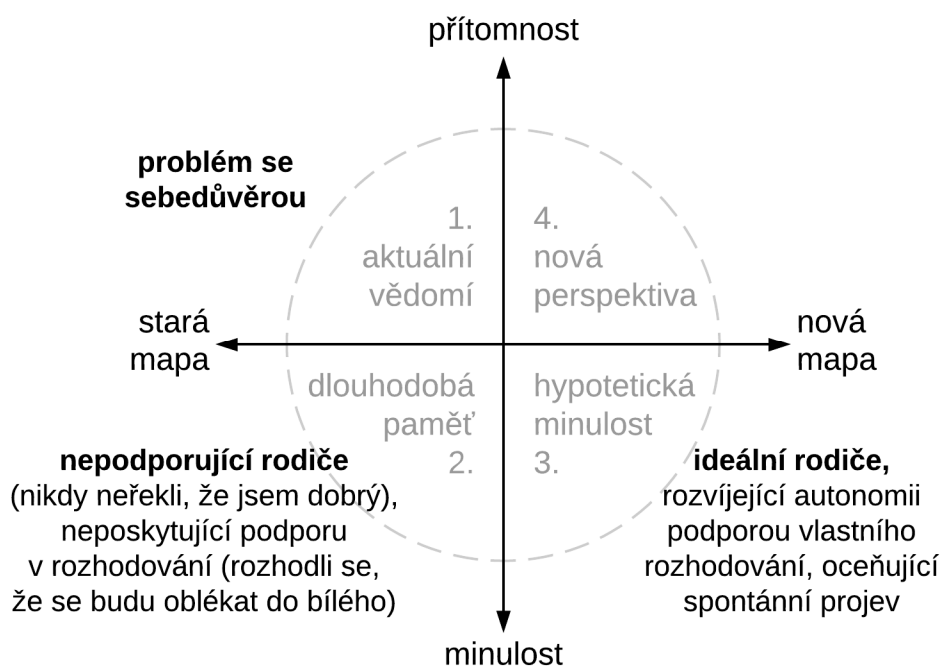 přítomnost
problém se
sebedůvěrou
1.
aktuální
vědomí
4.
nová
perspektiva
stará
mapa
nová
mapa
dlouhodobá
paměť
2.
hypotetická
minulost
3.
nepodporující rodiče
(nikdy neřekli, že jsem dobrý),
neposkytující podporu
v rozhodování (rozhodli se,
že se budu oblékat do bílého)
ideální rodiče,
rozvíjející autonomii
podporou vlastního
rozhodování, oceňující
spontánní projev
minulost